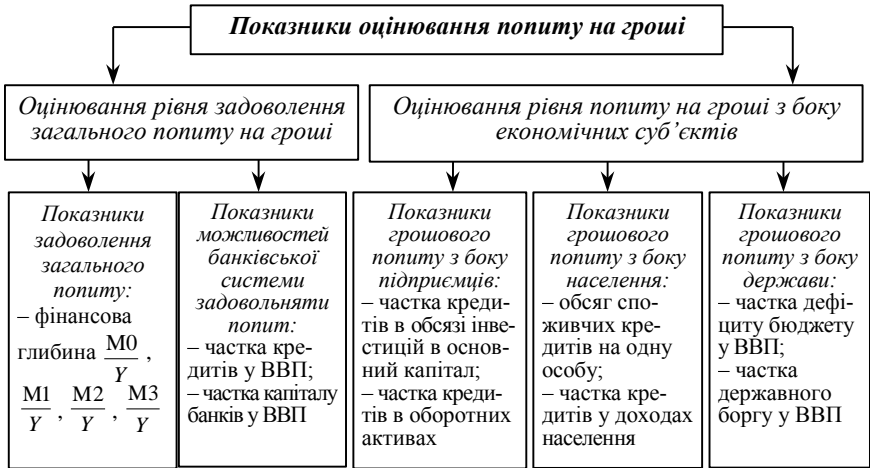 Показники оцінювання попиту на гроші
Оцінювання рівня задоволення
загального попиту на гроші
Оцінювання рівня попиту на гроші з боку
економічних суб’єктів
Показники
задоволення
загального
попиту:
– фінансова
глибина M0/Y ,
M1/Y , M2/Y , M3/Y
Показники
можливостей
банківської
системи
задовольняти
попит:
– частка кре-
дитів у ВВП;
– частка капіталу
банків у ВВП
Показники
грошового
попиту з боку
підприємців:
– частка креди-
тів в обсязі інве-
стицій в основ-
ний капітал;
– частка креди-
тів в оборотних
активах
Показники
грошового
попиту з боку
населення:
– обсяг спо-
живчих кре-
дитів на одну
особу;
– частка кре-
дитів у доходах
населення
Показники
грошового
попиту з боку
держави:
– частка дефі-
циту бюджету
у ВВП;
– частка
державного
боргу у ВВП